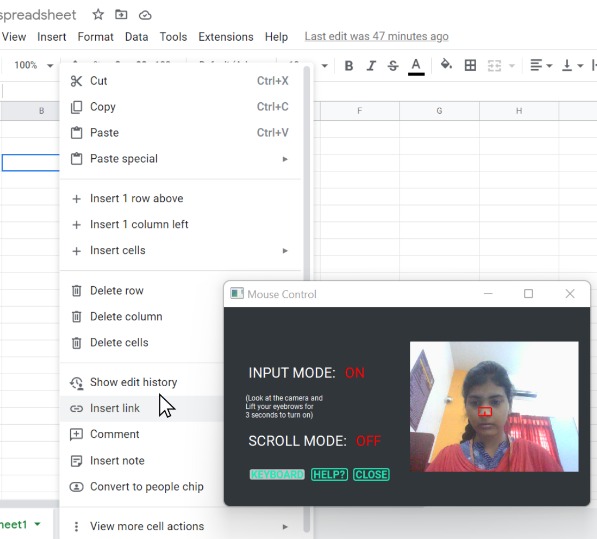 spreadsheet
View Insert Format Data Tools Extensions Help Last edit was 47 minutes ago
100% B I S A
B F G H
Cut Ctrl+X
Copy Ctrl+C
Paste Ctrl+V
Paste special
Insert 1 row above
Insert 1 column left
Insert cells
Delete row
Delete column
Delete cells
Show edit history
Insert link
Comment
Insert note
Convert to people chip
View more cell actions
heet1
Mouse Control
INPUT MODE: ON
(Look at the camera and
Lift your eyebrows for
3 seconds to turn on)
SCROLL MODE: OFF
KEYBOARD HELP? CLOSE